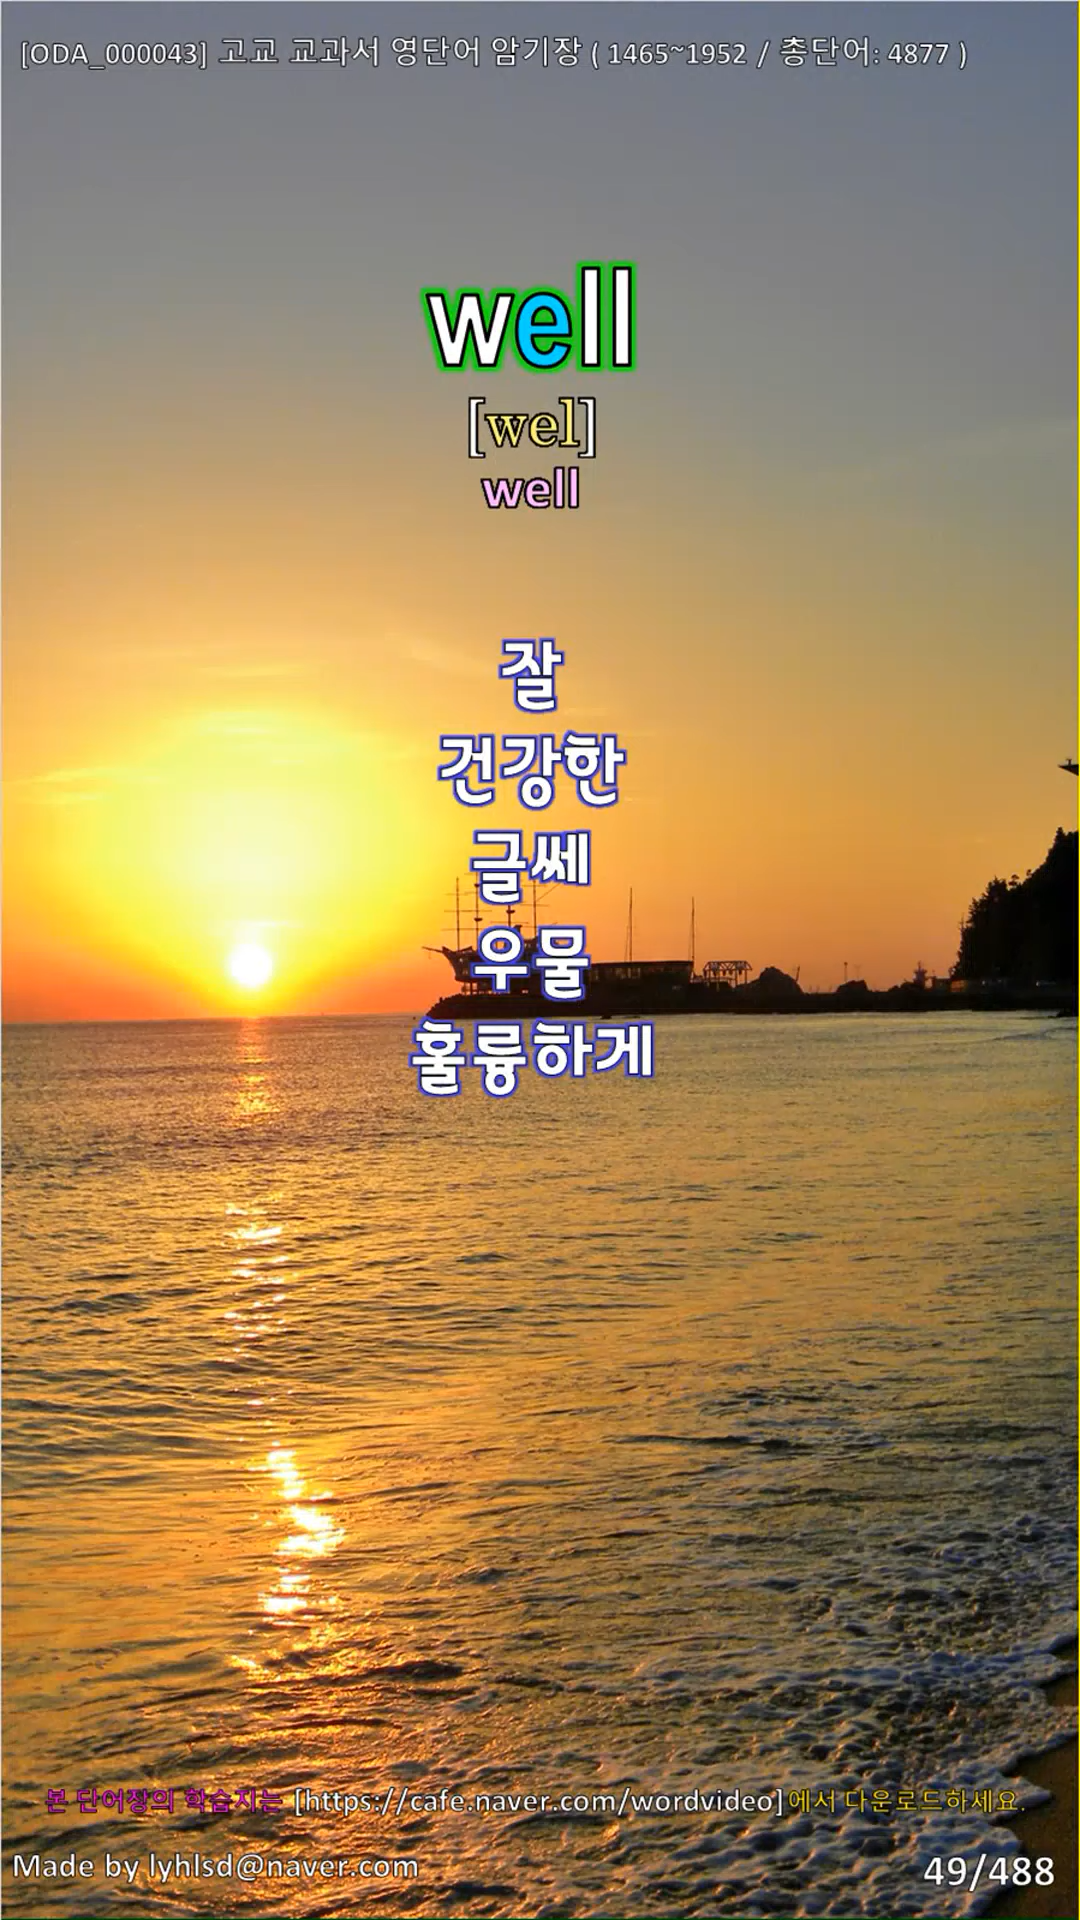 [ODA_000043] 고교 교과서 영단어 암기장 ( 1465~1952 / 총단어: 4877 )
well
[wel]
well
잘
건강한
글쎄
우물
훌륭하게
본 단어장의 학습지는 [https://cafe.naver.com/wordvideo]에서 다운로드하세요.
Made by lyhlsd@naver.com
49/488